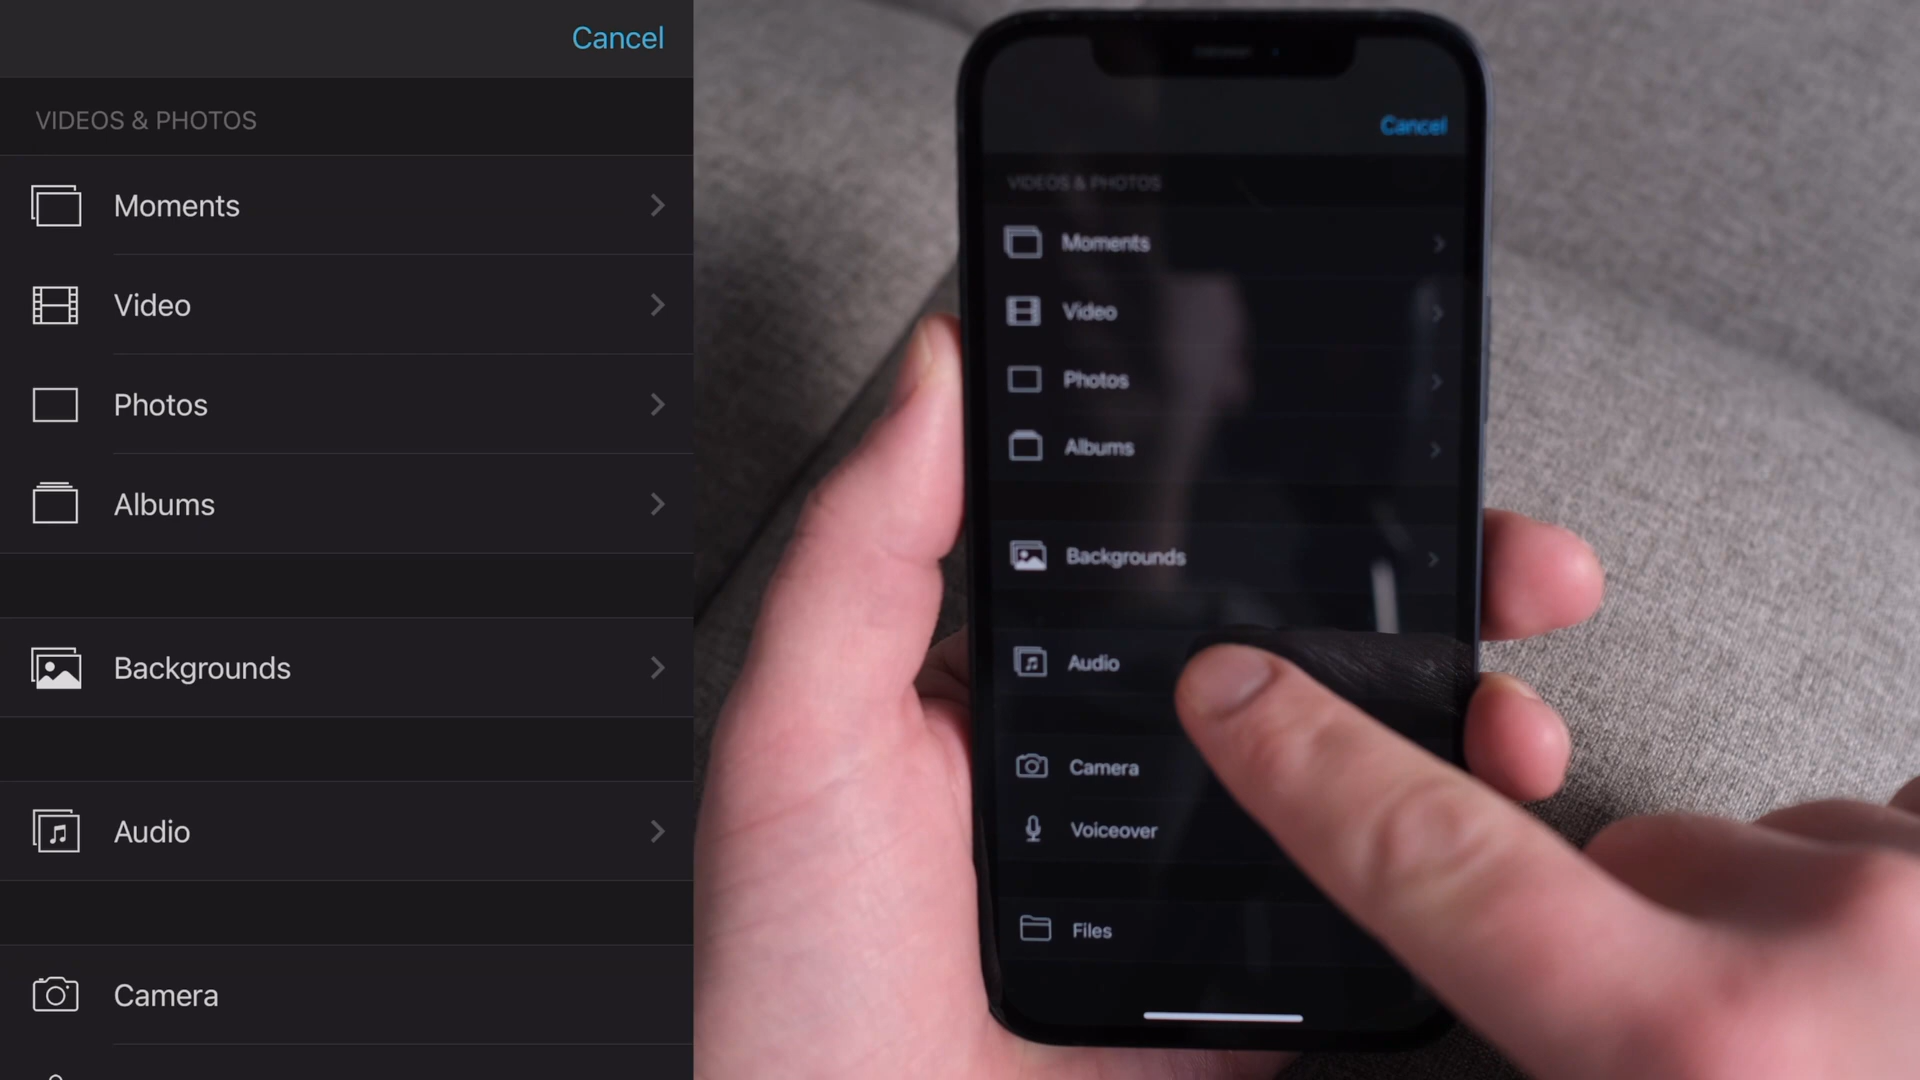 Cancel
VIDEOS & PHOTOS
Moments
Video
Photos
Albums
Backgrounds
Audio
Camera
Cancel
VIDEOS & PHOTOS
Moments
Video
Photos
Albums
Backgrounds
Audio
Camera
Voiceover
Files